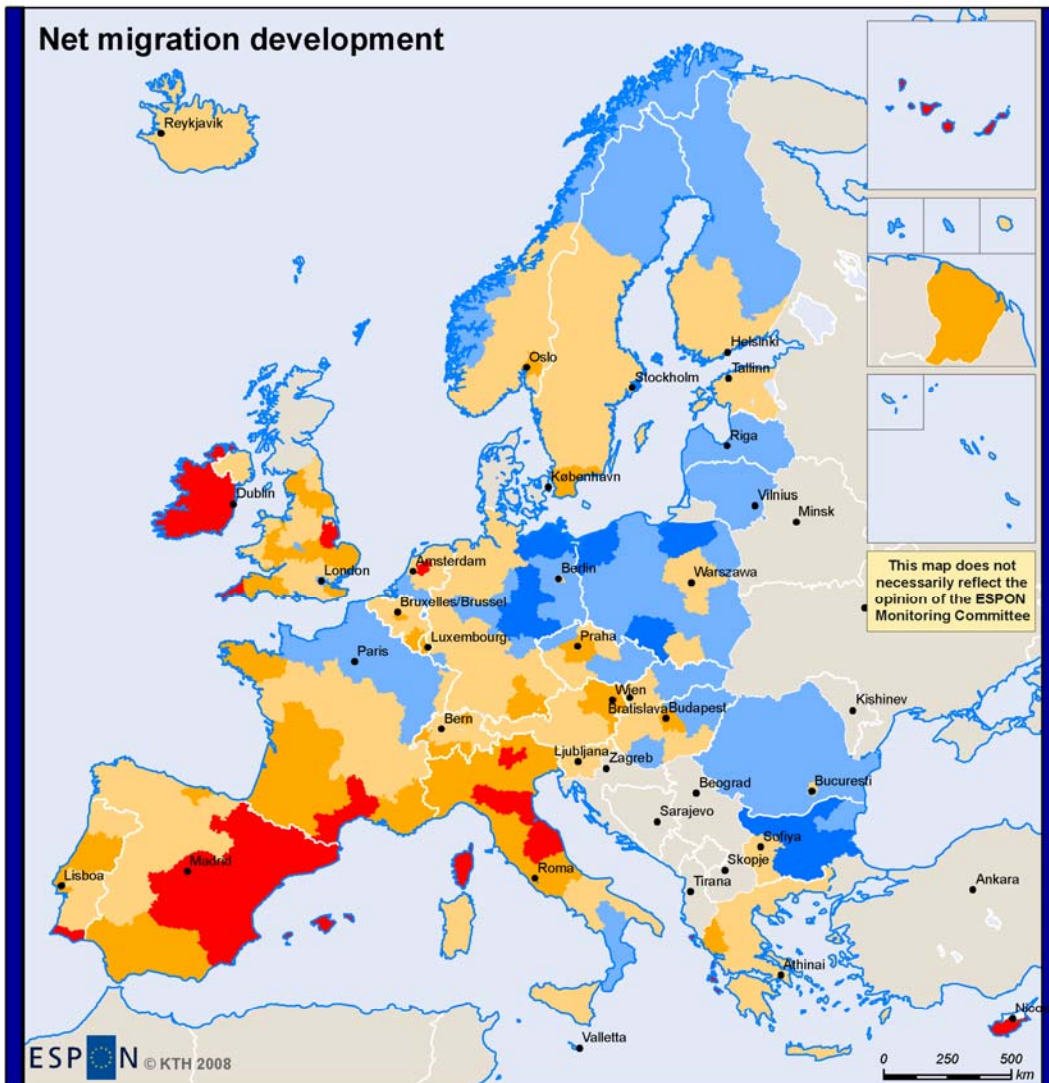 Net migration development
Reykjavik
Helsinki
Oslo
Tallinn
Stockholm
Riga
København
Dublin
Vilnius
Minsk
Amsterdam
Berlin
Warszawa
London
This map does not
necessarily reflect the
opinion of the ESPON
Monitoring Committee
Bruxelles/Brussel
Luxembourg
Praha
Paris
Wien
Bratislava
Budapest
Kishinev
Bern
Ljubljana
Zagreb
Bucuresti
Beograd
Sarajevo
Sofiya
Madrid
Skopje
Roma
Lisboa
Tirana
Ankara
Athinai
Nico
Valletta
ESPON © KTH 2008
0 250 500
km